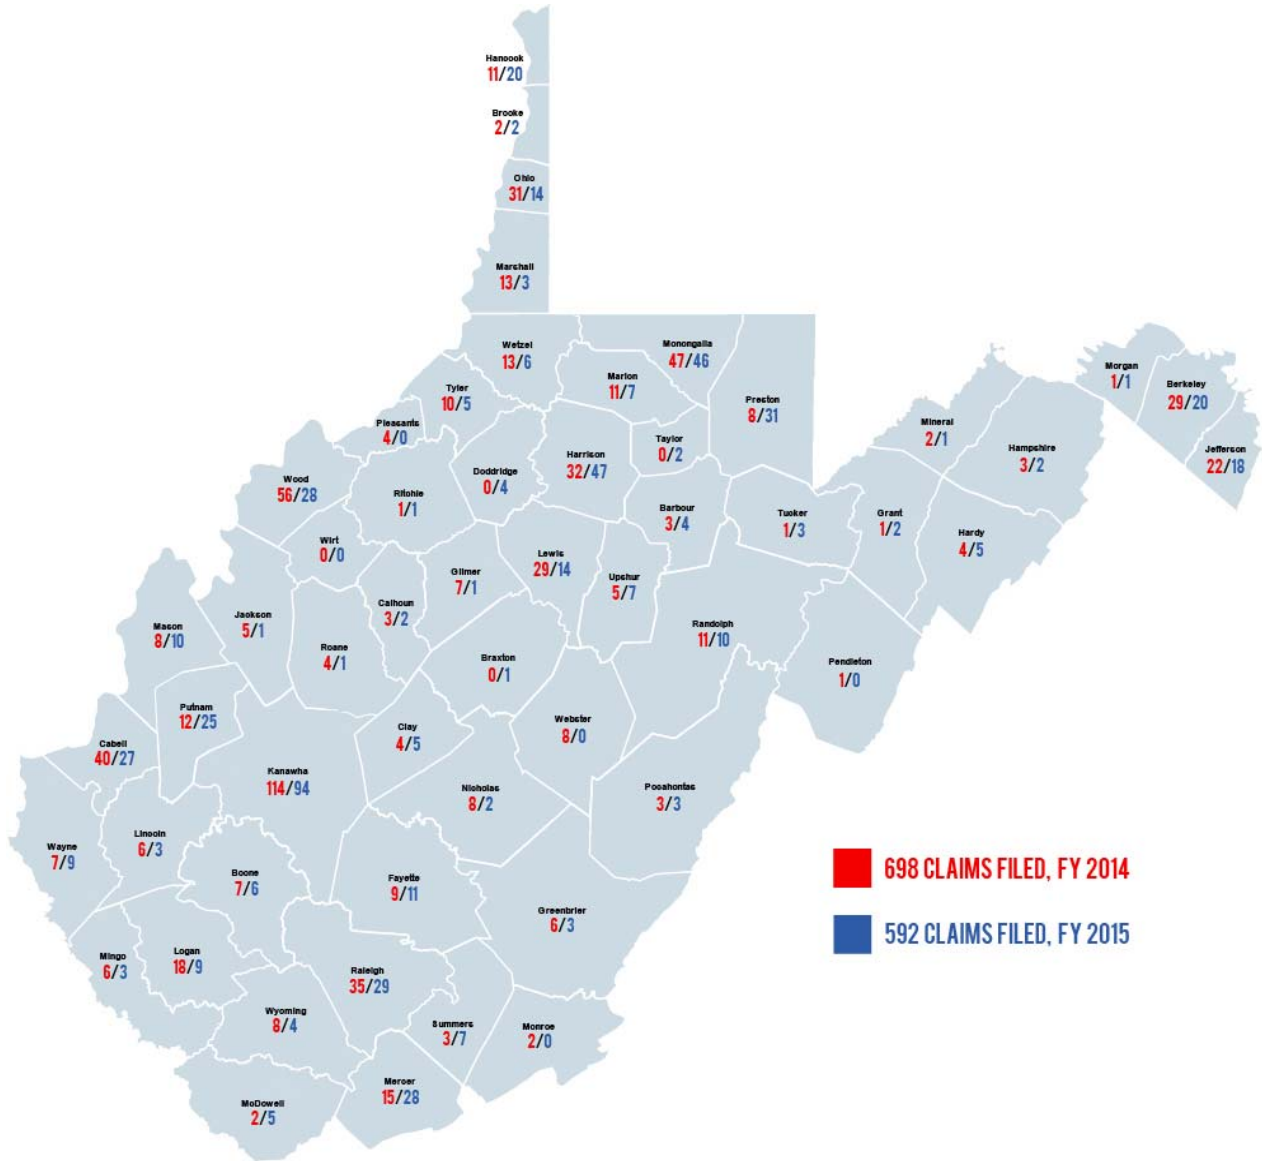 Hancock
11/20
Brooke
2/2
Ohio
31/14
Marshall
13/3
Wetzel
13/6
Monongalia
47/46
Marion
11/7
Tyler
10/5
Preston
8/31
Morgan
1/1
Berkeley
29/20
Jefferson
22/18
Mineral
2/1
Hampshire
3/2
Pleasants
4/0
Taylor
0/2
Harrison
32/47
Doddridge
0/4
Wood
56/28
Ritchie
1/1
Barbour
3/4
Tucker
1/3
Grant
1/2
Hardy
4/5
Wirt
0/0
Lewis
29/14
Gilmer
7/1
Upshur
5/7
Calhoun
3/2
Jackson
5/1
Mason
8/10
Roane
4/1
Randolph
11/10
Braxton
0/1
Pendleton
1/0
Putnam
12/25
Webster
8/0
Clay
4/5
Cabell
40/27
Kanawha
114/94
Nicholas
8/2
Pocahontas
3/3
Lincoln
6/3
Wayne
7/9
Boone
7/6
Fayette
9/11
698 CLAIMS FILED, FY 2014
Greenbrier
6/3
592 CLAIMS FILED, FY 2015
Mingo
6/3
Logan
18/9
Raleigh
35/29
Wyoming
8/4
Summers
3/7
Monroe
2/0
Mercer
15/28
McDowell
2/5